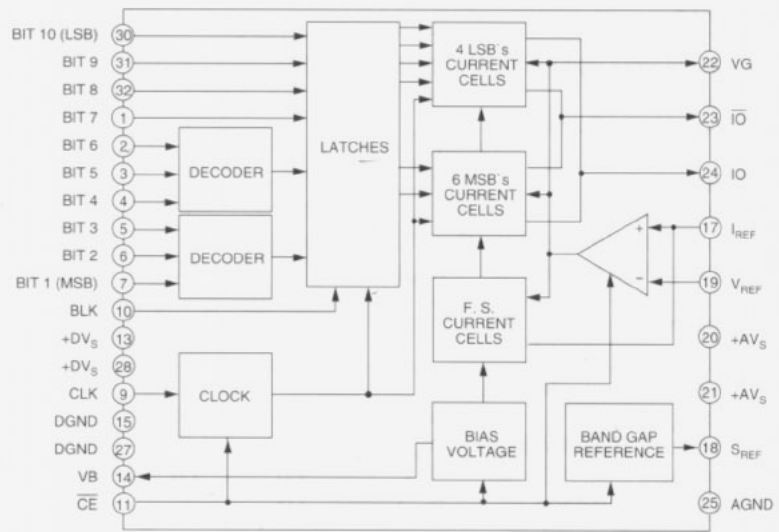 BIT 10 (LSB) 30
BIT 9 31
BIT 8 32
BIT 7 1
BIT 6 2
BIT 5 3
BIT 4 4
BIT 3 5
BIT 2 6
BIT 1 (MSB) 7
BLK 10
+DVS 13
+DVS 28
CLK 9
DGND 15
DGND 27
VB 14
CE 11
DECODER
DECODER
CLOCK
LATCHES
4 LSB`s
CURRENT
CELLS
6 MSB`s
CURRENT
CELLS
F. S.
CURRENT
CELLS
BIAS
VOLTAGE
+
−
BAND GAP
REFERENCE
22 VG
23 IO
24 IO
17 IREF
19 VREF
20 +AVS
21 +AVS
18 SREF
25 AGND